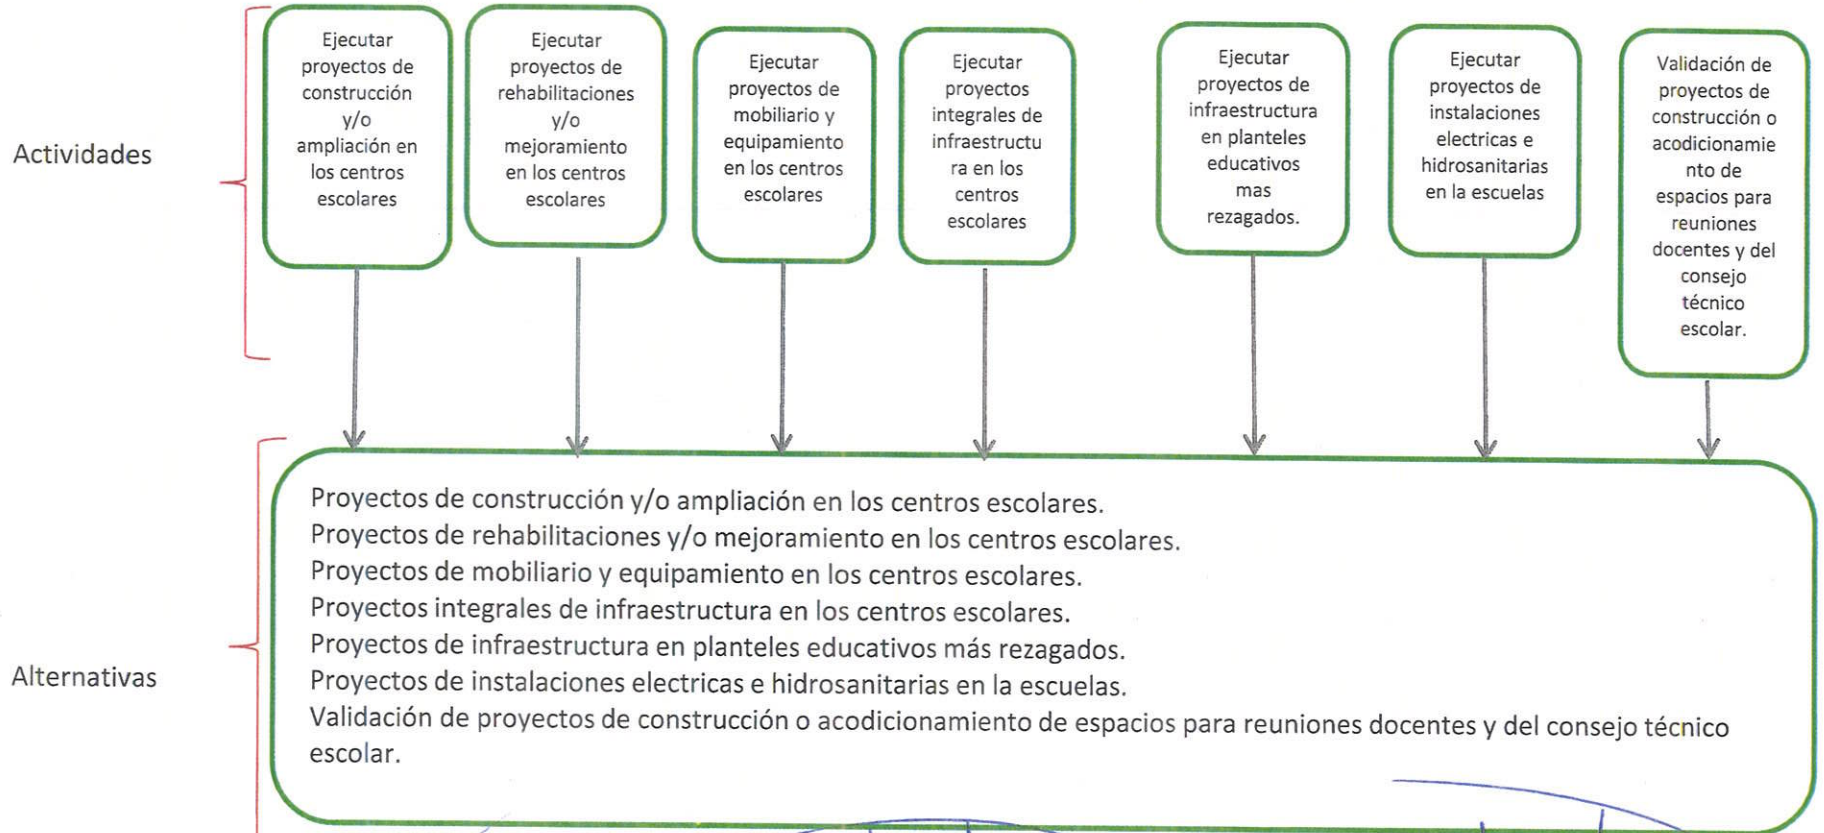 Actividades
Ejecutar
proyectos de
construcción
y/o
ampliación en
los centros
escolares
Ejecutar
proyectos de
rehabilitaciones
y/o
mejoramiento
en los centros
escolares
Ejecutar
proyectos de
mobiliario y
equipamiento
en los centros
escolares
Ejecutar
proyectos
integrales de
infraestructu
ra en los
centros
escolares
Ejecutar
proyectos de
infraestructura
en planteles
educativos
mas
rezagados.
Ejecutar
proyectos de
instalaciones
electricas e
hidrosanitarias
en la escuelas
Validación de
proyectos de
construcción o
acodicionamie
nto de
espacios para
reuniones
docentes y del
consejo
técnico
escolar.
Alternativas
Proyectos de construcción y/o ampliación en los centros escolares.
Proyectos de rehabilitaciones y/o mejoramiento en los centros escolares.
Proyectos de mobiliario y equipamiento en los centros escolares.
Proyectos integrales de infraestructura en los centros escolares.
Proyectos de infraestructura en planteles educativos más rezagados.
Proyectos de instalaciones electricas e hidrosanitarias en la escuelas.
Validación de proyectos de construcción o acodicionamiento de espacios para reuniones docentes y del consejo técnico
escolar.